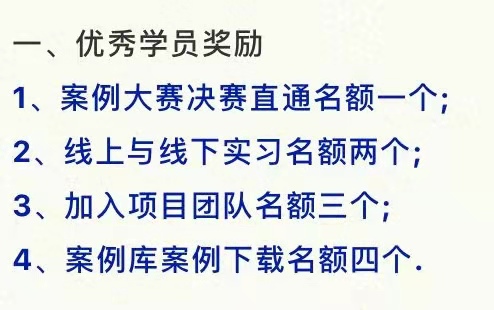 一、优秀学员奖励
1、案例大赛决赛直通名额一个;
2、线上与线下实习名额两个;
3、加入项目团队名额三个;
4、案例库案例下载名额四个.